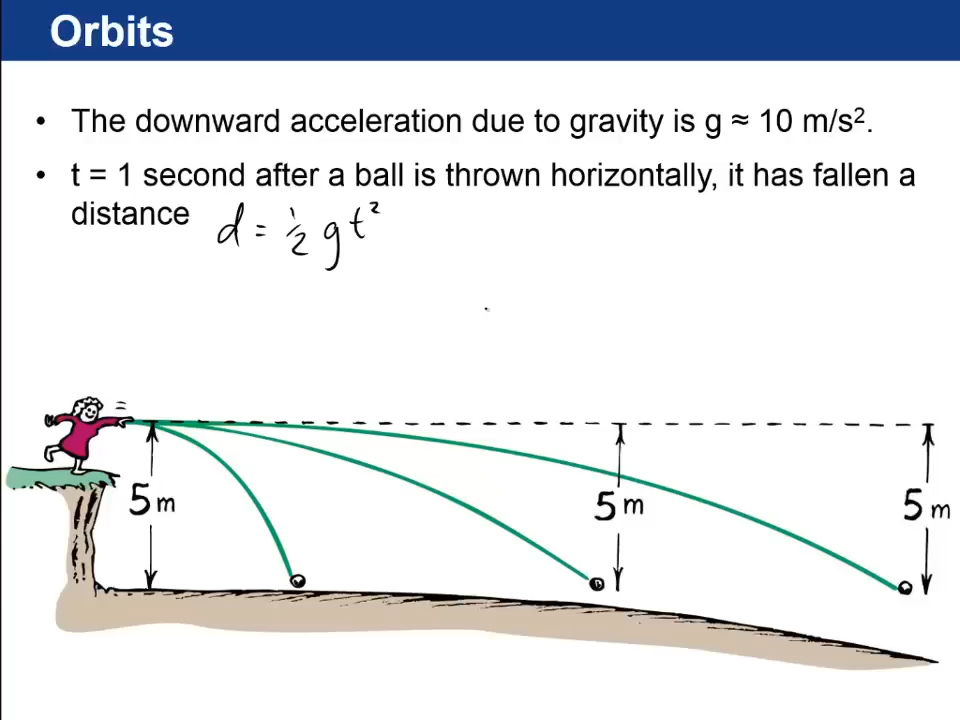 Orbits
• The downward acceleration due to gravity is g ≈ 10 m/s².
• t = 1 second after a ball is thrown horizontally, it has fallen a
distance d = ½ g t²
5 m
5 m
5 m